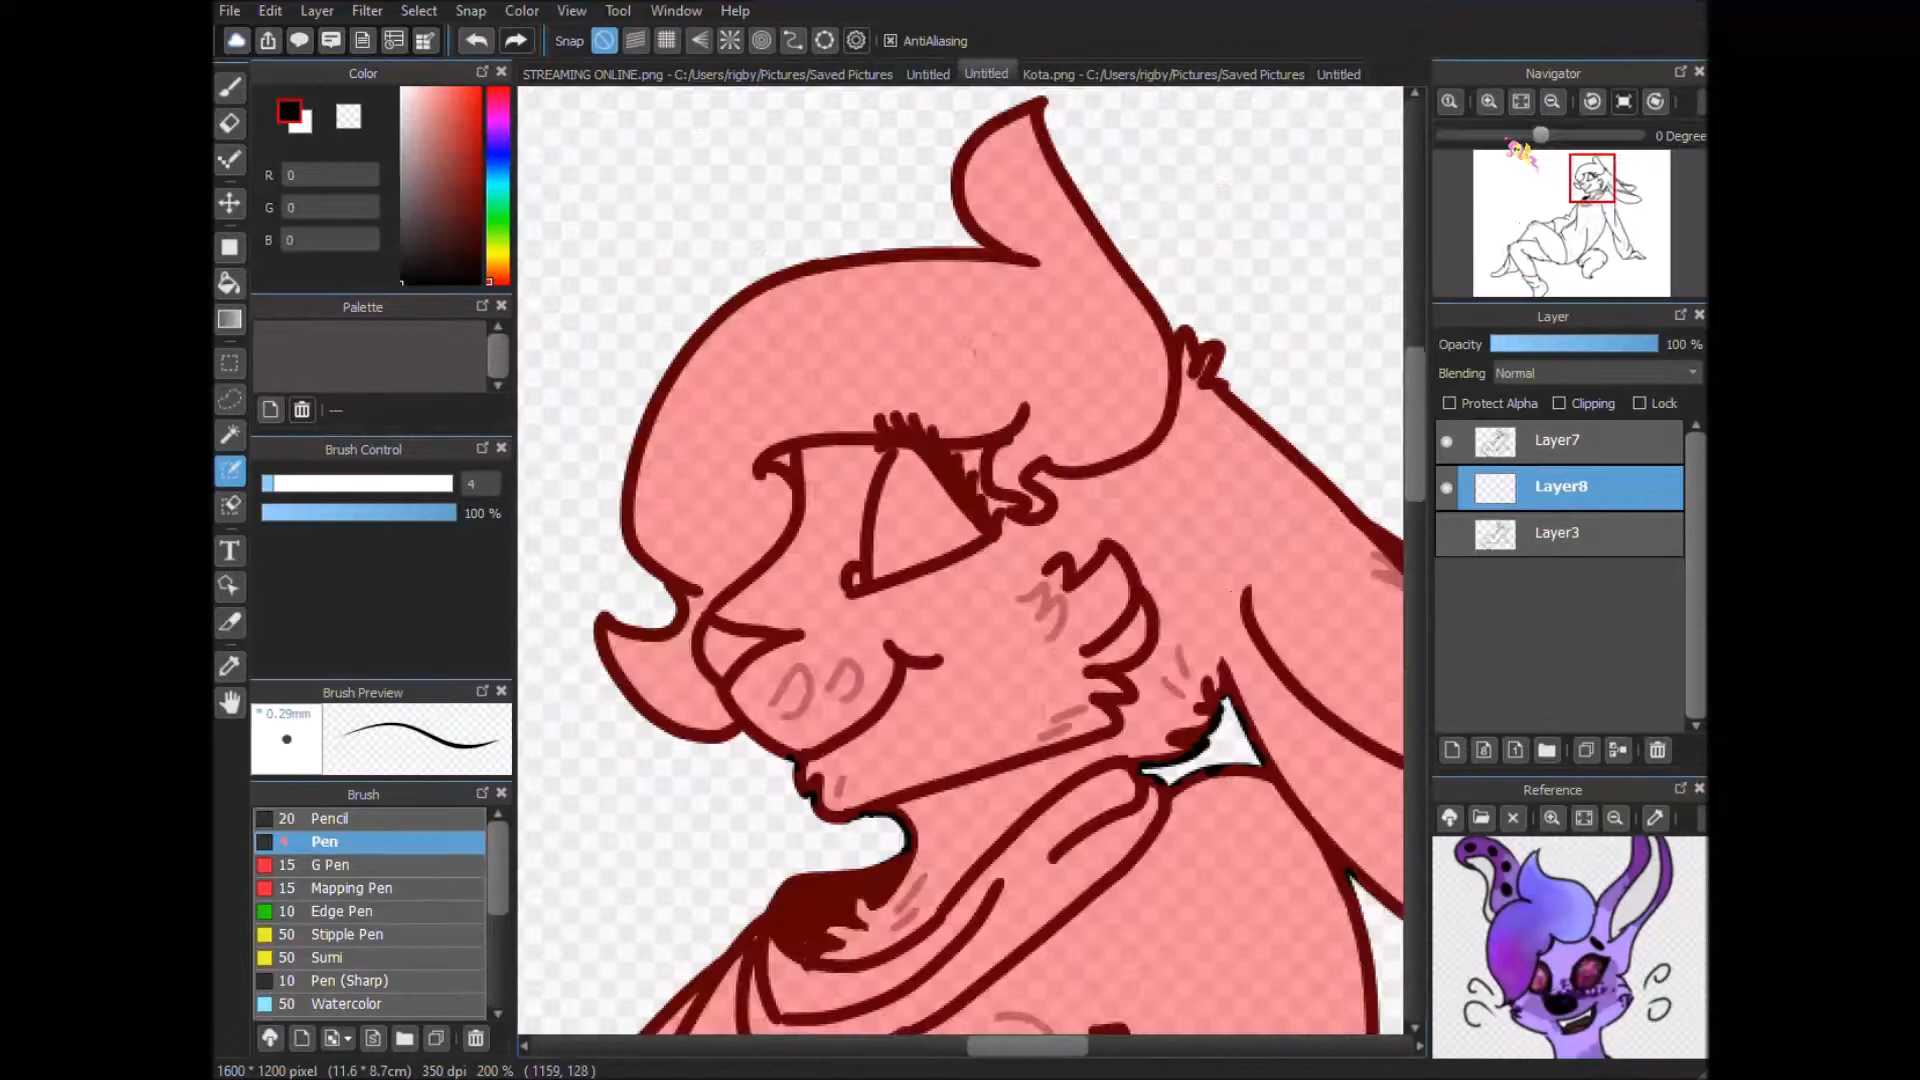 File Edit Layer Filter Select Snap Color View Tool Window Help
Snap AntiAliasing
Color
STREAMING ONLINE.png - C:/Users/rigby/Pictures/Saved Pictures Untitled Untitled Kota.png - C:/Users/rigby/Pictures/Saved Pictures Untitled
Navigator
0 Degree
R 0
G 0
B 0
Palette
---
Layer
Opacity 100 %
Blending Normal
Protect Alpha Clipping Lock
Layer7
Layer8
Layer3
Brush Control
4
100 %
Brush Preview
* 0.29mm
Brush
20 Pencil
Pen
15 G Pen
15 Mapping Pen
10 Edge Pen
50 Stipple Pen
50 Sumi
10 Pen (Sharp)
50 Watercolor
Reference
1600 * 1200 pixel (11.6 * 8.7cm) 350 dpi 200 % ( 1159, 128 )